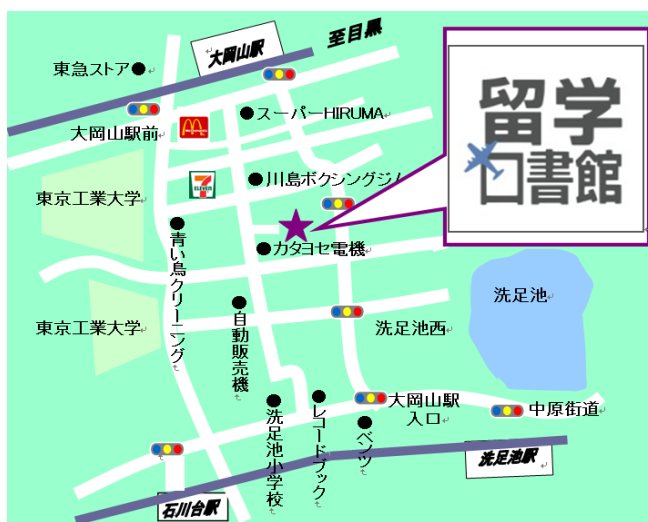 大岡山駅
至目黒
東急ストア
大岡山駅前
スーパーHIRUMA
川島ボクシングジム
東京工業大学
7
ELEVEN
留学
図書館
青い鳥クリーニング
カタヨセ電機
洗足池
東京工業大学
自動販売機
洗足池西
洗足池小学校
レコードブック
ベンツ
大岡山駅
入口
中原街道
洗足池駅
石川台駅